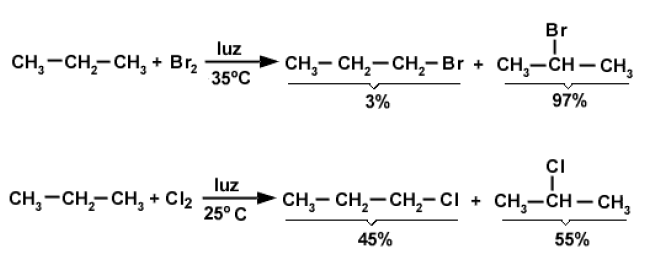 Br
luz
CH₃—CH₂—CH₃ + Br₂ 35ºC CH₃—CH₂—CH₂—Br + CH₃—CH—CH₃
3% 97%
Cl
luz
CH₃—CH₂—CH₃ + Cl₂ 25º C CH₃—CH₂—CH₂—Cl + CH₃—CH—CH₃
45% 55%